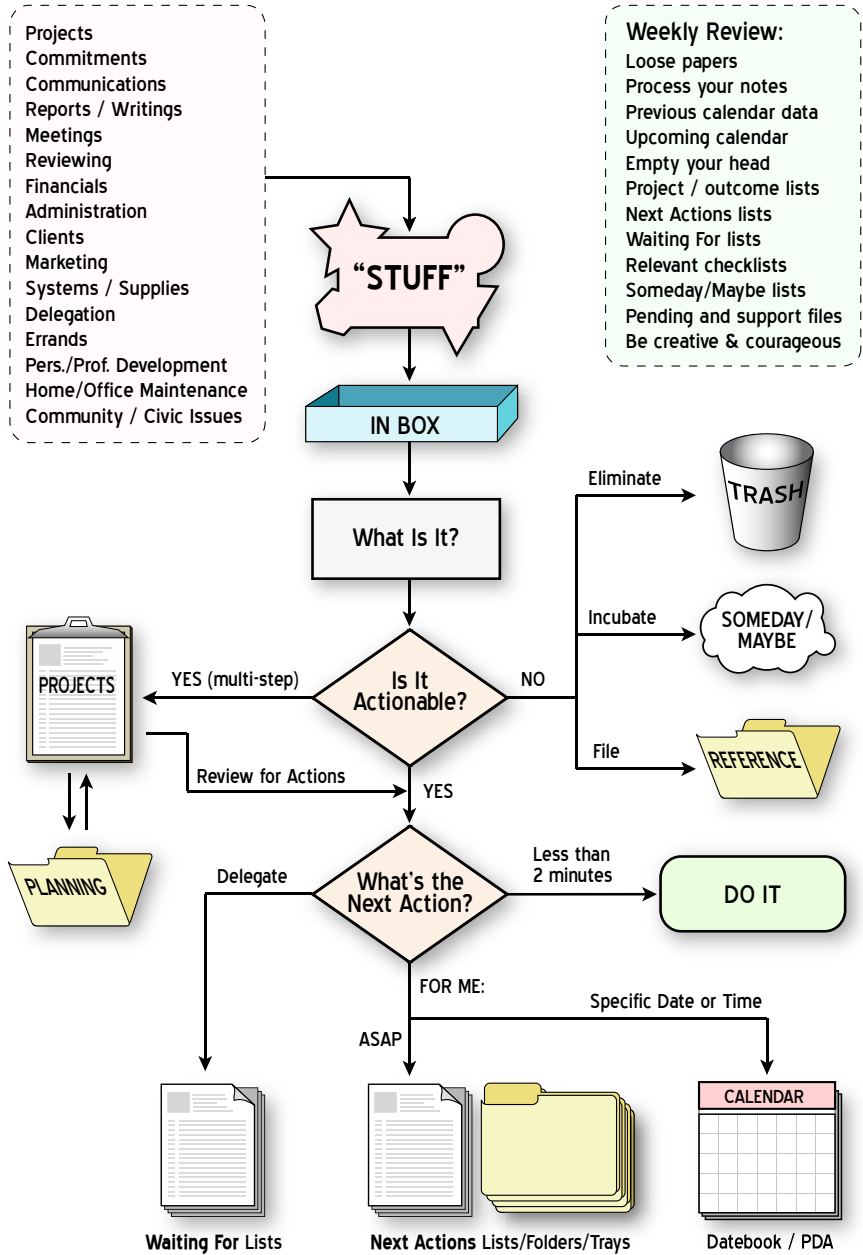 Projects
Commitments
Communications
Reports / Writings
Meetings
Reviewing
Financials
Administration
Clients
Marketing
Systems / Supplies
Delegation
Errands
Pers./Prof. Development
Home/Office Maintenance
Community / Civic Issues
Weekly Review:
Loose papers
Process your notes
Previous calendar data
Upcoming calendar
Empty your head
Project / outcome lists
Next Actions lists
Waiting For lists
Relevant checklists
Someday/Maybe lists
Pending and support files
Be creative & courageous
“STUFF”
IN BOX
What Is It?
Eliminate
TRASH
Incubate
SOMEDAY/
MAYBE
File
REFERENCE
Is It
Actionable?
NO
YES (multi-step)
PROJECTS
Review for Actions
YES
PLANNING
What's the
Next Action?
Delegate
Less than
2 minutes
DO IT
FOR ME:
Specific Date or Time
ASAP
CALENDAR
Waiting For Lists
Next Actions Lists/Folders/Trays
Datebook / PDA